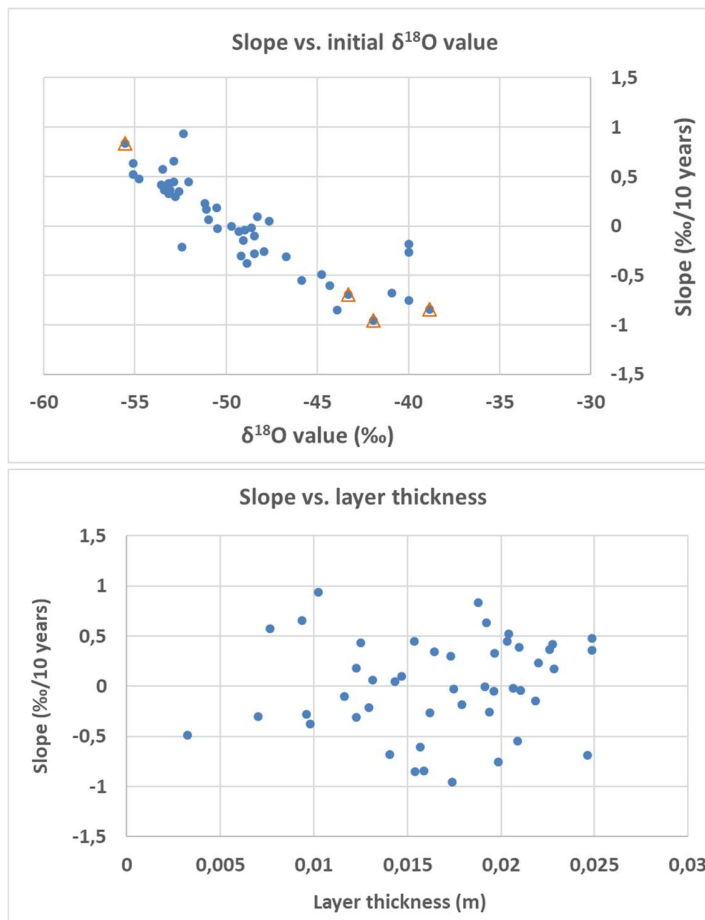 Slope vs. initial δ¹⁸O value
1,5
1
0,5
0
-0,5
-1
-1,5
Slope (‰/10 years)
-60 -55 -50 -45 -40 -35 -30
δ¹⁸O value (‰)
Slope vs. layer thickness
1,5
1
0,5
0
-0,5
-1
-1,5
Slope (‰/10 years)
0 0,005 0,01 0,015 0,02 0,025 0,03
Layer thickness (m)